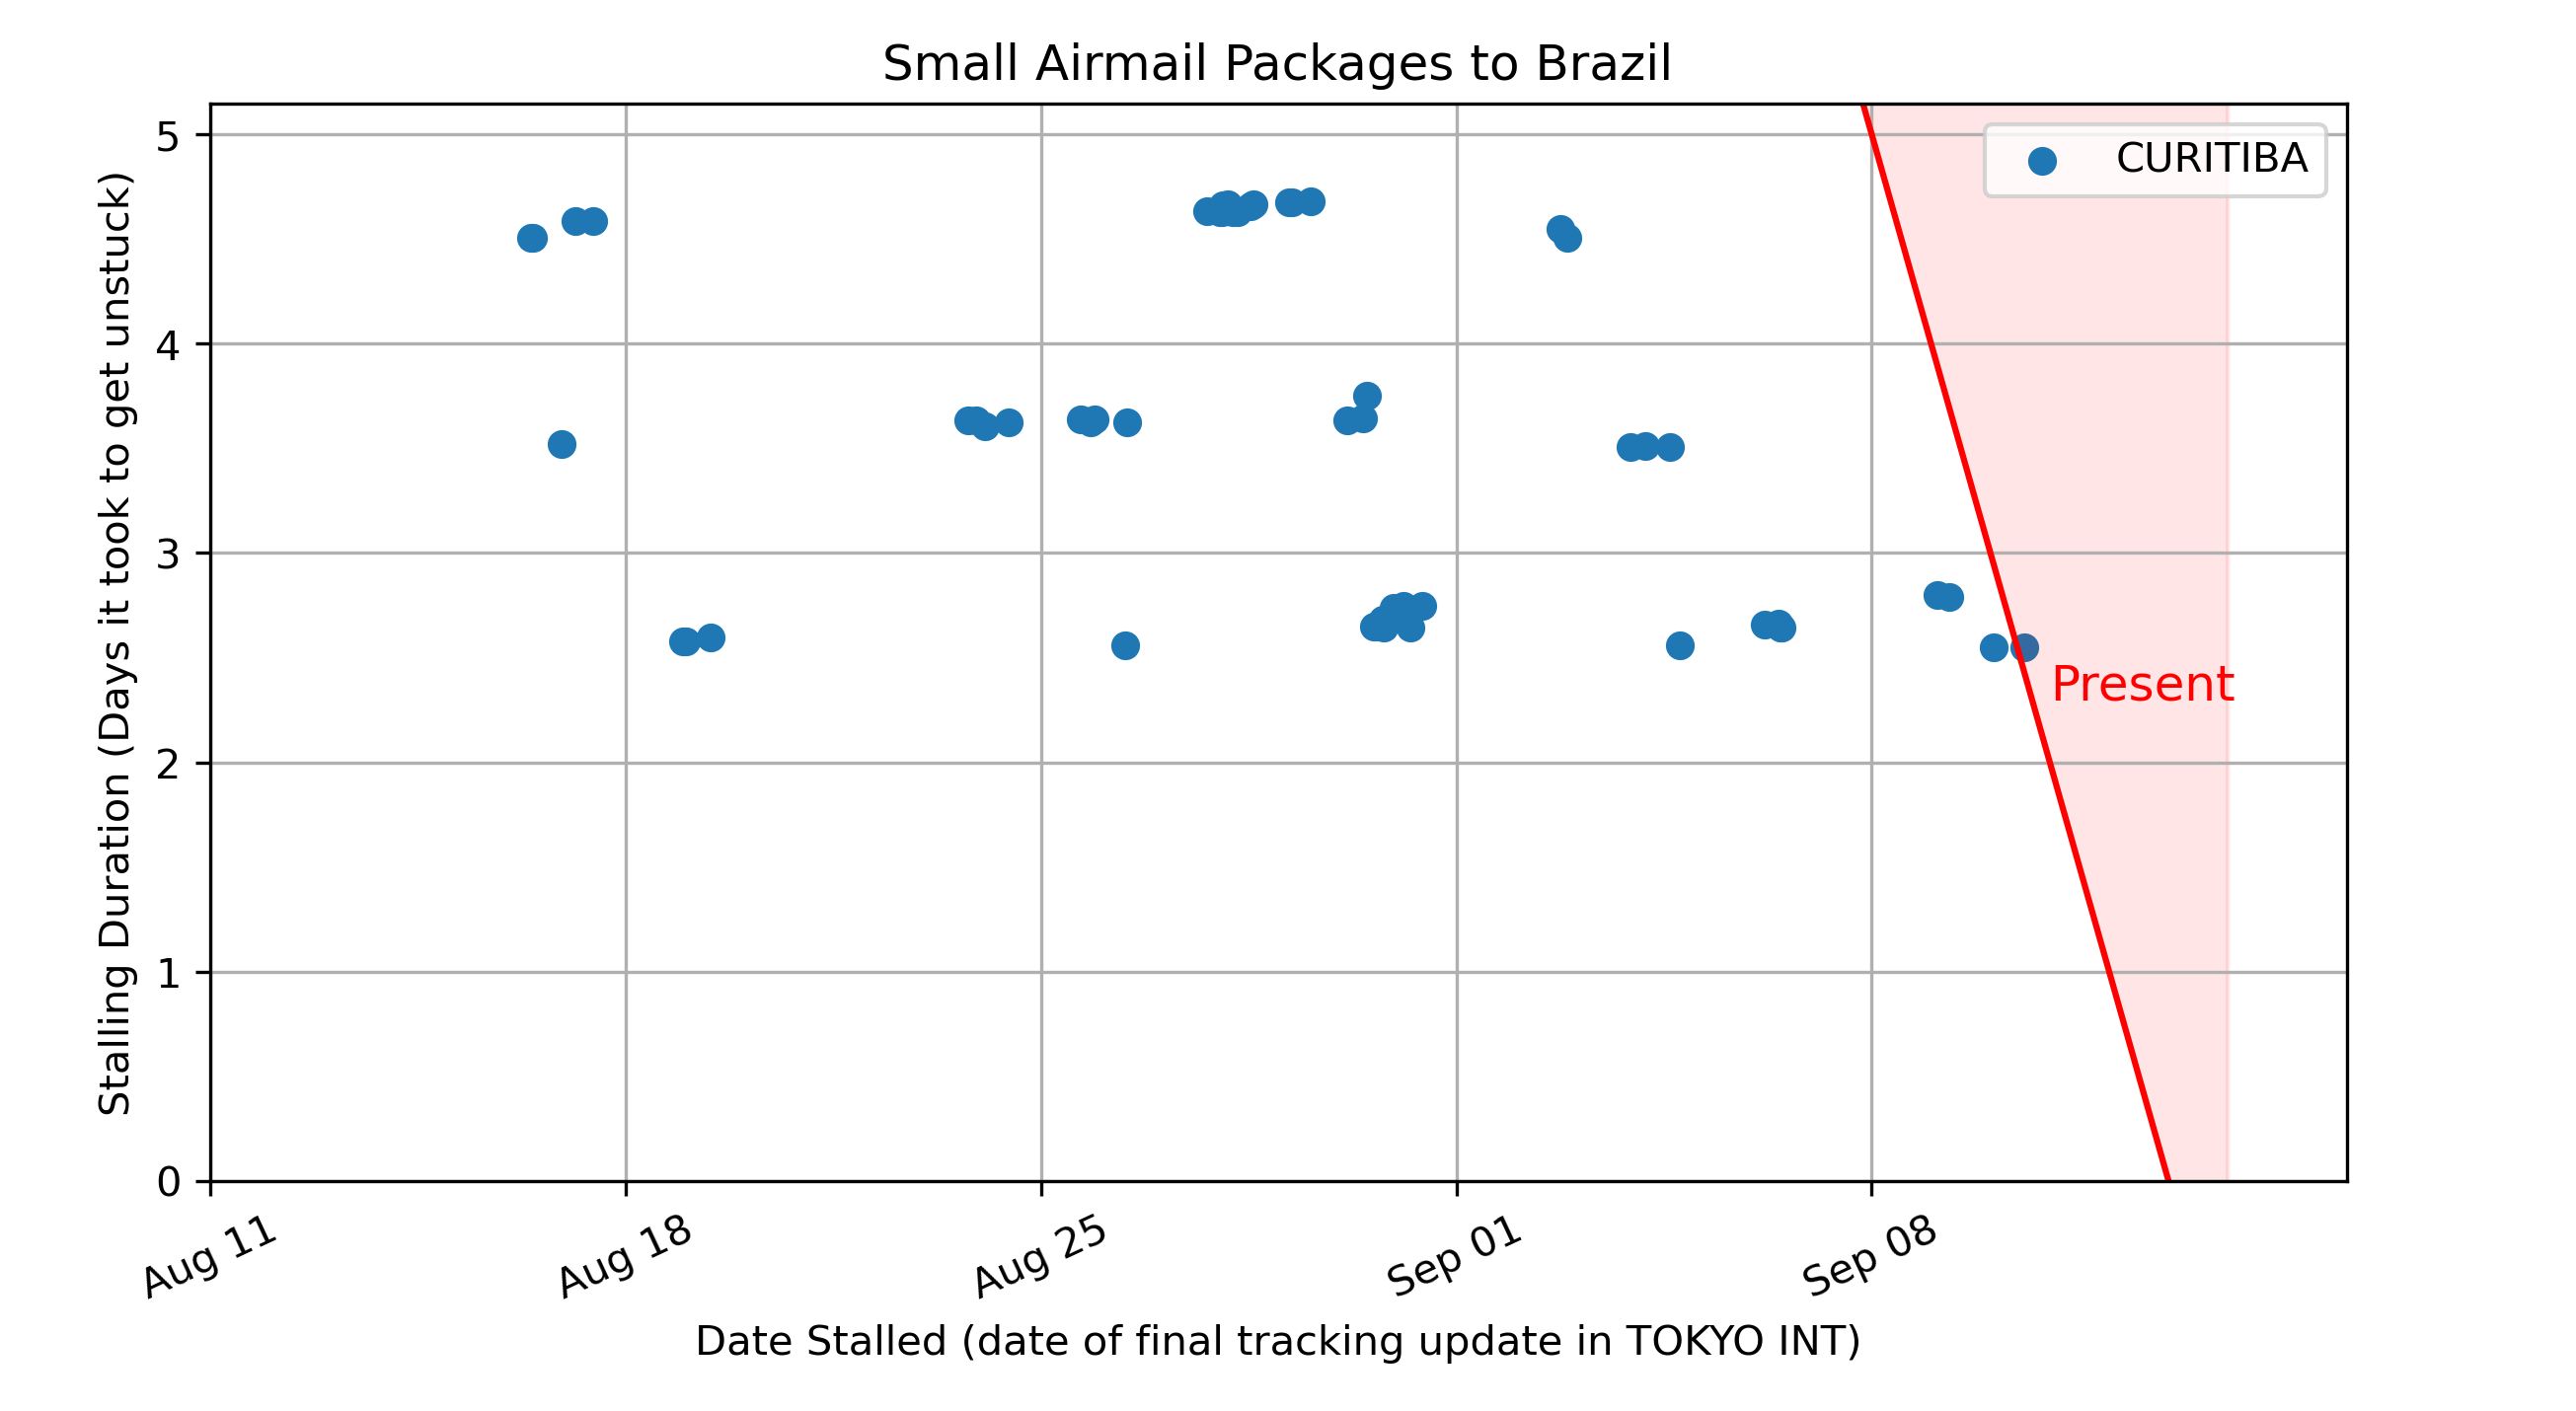 Small Airmail Packages to Brazil
CURITIBA
Stalling Duration (Days it took to get unstuck)
5
4
3
2
1
0
Present
Aug 11
Aug 18
Aug 25
Sep 01
Sep 08
Date Stalled (date of final tracking update in TOKYO INT)